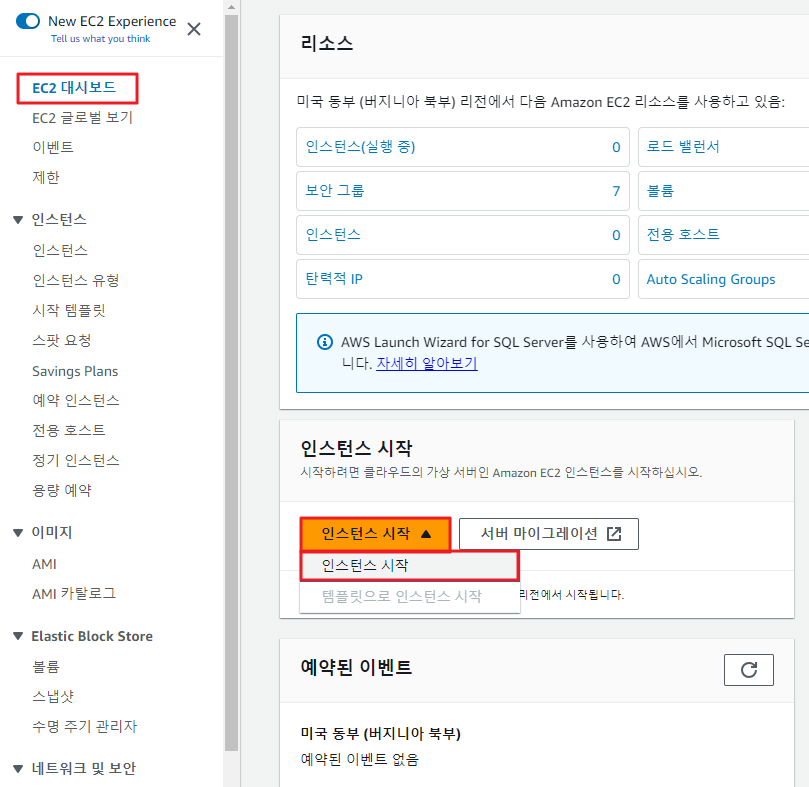 New EC2 Experience
Tell us what you think
EC2 대시보드
EC2 글로벌 보기
이벤트
제한
인스턴스
인스턴스
인스턴스 유형
시작 템플릿
스팟 요청
Savings Plans
예약 인스턴스
전용 호스트
정기 인스턴스
용량 예약
이미지
AMI
AMI 카탈로그
Elastic Block Store
볼륨
스냅샷
수명 주기 관리자
네트워크 및 보안
리소스
미국 동부 (버지니아 북부) 리전에서 다음 Amazon EC2 리소스를 사용하고 있음:
인스턴스(실행 중) 0 로드 밸런서
보안 그룹 7 볼륨
인스턴스 0 전용 호스트
탄력적 IP 0 Auto Scaling Groups
AWS Launch Wizard for SQL Server를 사용하여 AWS에서 Microsoft SQL Se
니다. 자세히 알아보기
인스턴스 시작
시작하려면 클라우드의 가상 서버인 Amazon EC2 인스턴스를 시작하십시오.
인스턴스 시작 서버 마이그레이션
인스턴스 시작
템플릿으로 인스턴스 시작 리전에서 시작됩니다.
예약된 이벤트
미국 동부 (버지니아 북부)
예약된 이벤트 없음